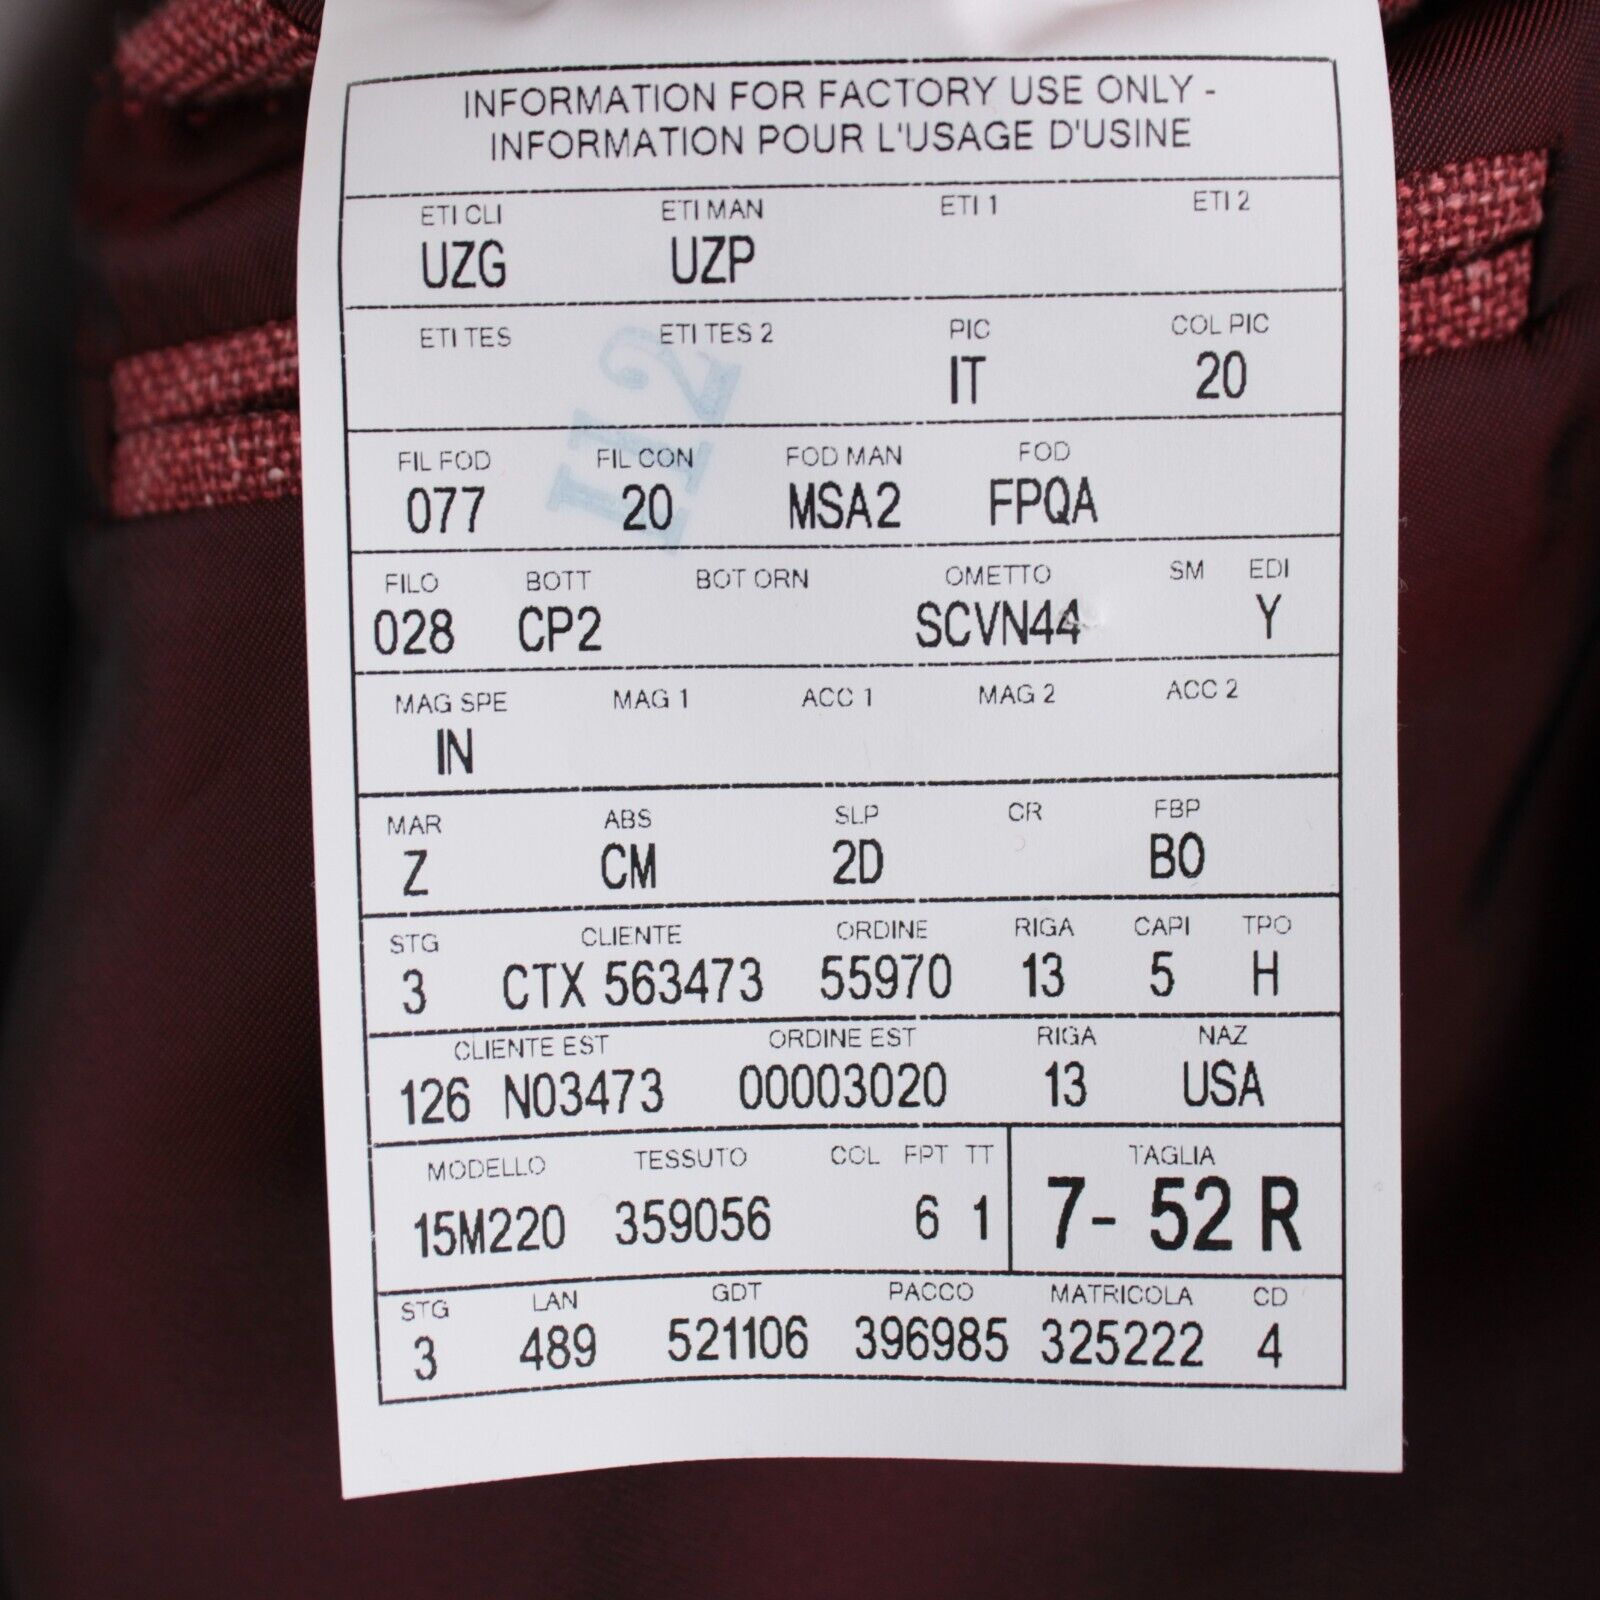 INFORMATION FOR FACTORY USE ONLY -
INFORMATION POUR L'USAGE D'USINE
ETI CLI ETI MAN ETI 1 ETI 2
UZG UZP
ETI TES ETI TES 2 PIC COL PIC
IT 20
112
FIL FOD FIL CON FOD MAN FOD
077 20 MSA2 FPQA
FILO BOTT BOT ORN OMETTO SM EDI
028 CP2 SCVN44 Y
MAG SPE MAG 1 ACC 1 MAG 2 ACC 2
IN
MAR ABS SLP CR FBP
Z CM 2D B0
STG CLIENTE ORDINE RIGA CAPI TPO
3 CTX 563473 55970 13 5 H
CLIENTE EST ORDINE EST RIGA NAZ
126 N03473 00003020 13 USA
MODELLO TESSUTO COL FPT TT TAGLIA
15M220 359056 6 1 7- 52 R
STG LAN GDT PACCO MATRICOLA CD
3 489 521106 396985 325222 4